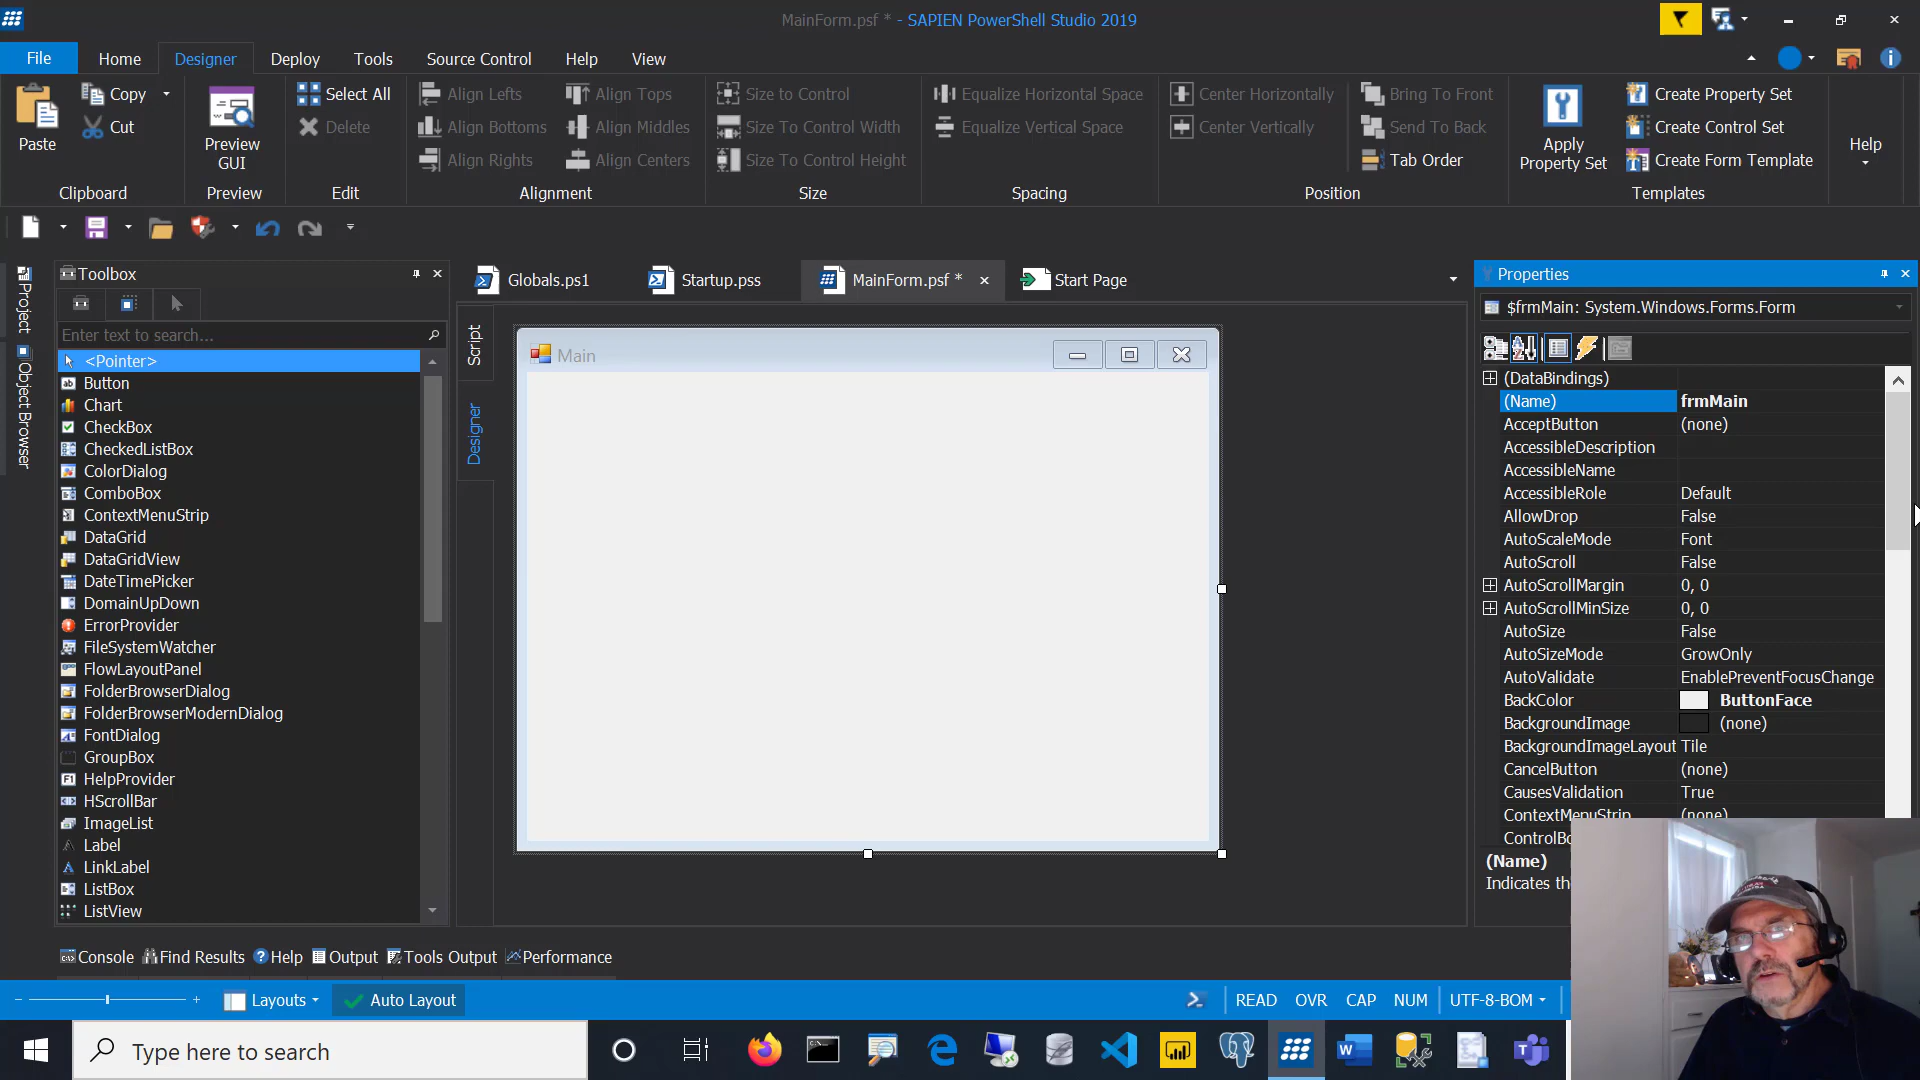 MainForm.psf * - SAPIEN PowerShell Studio 2019
File
Home
Designer
Deploy
Tools
Source Control
Help
View
Paste
Copy
Cut
Clipboard
Preview
GUI
Preview
Select All
Delete
Edit
Align Lefts
Align Bottoms
Align Rights
Align Tops
Align Middles
Align Centers
Alignment
Size to Control
Size To Control Width
Size To Control Height
Size
Equalize Horizontal Space
Equalize Vertical Space
Spacing
Center Horizontally
Center Vertically
Bring To Front
Send To Back
Tab Order
Position
Apply
Property Set
Create Property Set
Create Control Set
Create Form Template
Templates
Help
Project
Object Browser
Toolbox
Enter text to search...
<Pointer>
Button
Chart
CheckBox
CheckedListBox
ColorDialog
ComboBox
ContextMenuStrip
DataGrid
DataGridView
DateTimePicker
DomainUpDown
ErrorProvider
FileSystemWatcher
FlowLayoutPanel
FolderBrowserDialog
FolderBrowserModernDialog
FontDialog
GroupBox
HelpProvider
HScrollBar
ImageList
Label
LinkLabel
ListBox
ListView
Globals.ps1
Startup.pss
MainForm.psf *
Start Page
Script
Designer
Main
Properties
$frmMain: System.Windows.Forms.Form
(DataBindings)
(Name) frmMain
AcceptButton (none)
AccessibleDescription
AccessibleName
AccessibleRole Default
AllowDrop False
AutoScaleMode Font
AutoScroll False
AutoScrollMargin 0, 0
AutoScrollMinSize 0, 0
AutoSize False
AutoSizeMode GrowOnly
AutoValidate EnablePreventFocusChange
BackColor ButtonFace
BackgroundImage (none)
BackgroundImageLayout Tile
CancelButton (none)
CausesValidation True
ContextMenuStrip (none)
ControlBo
(Name)
Indicates th
Console
Find Results
Help
Output
Tools Output
Performance
Layouts
Auto Layout
READ
OVR
CAP
NUM
UTF-8-BOM
Type here to search